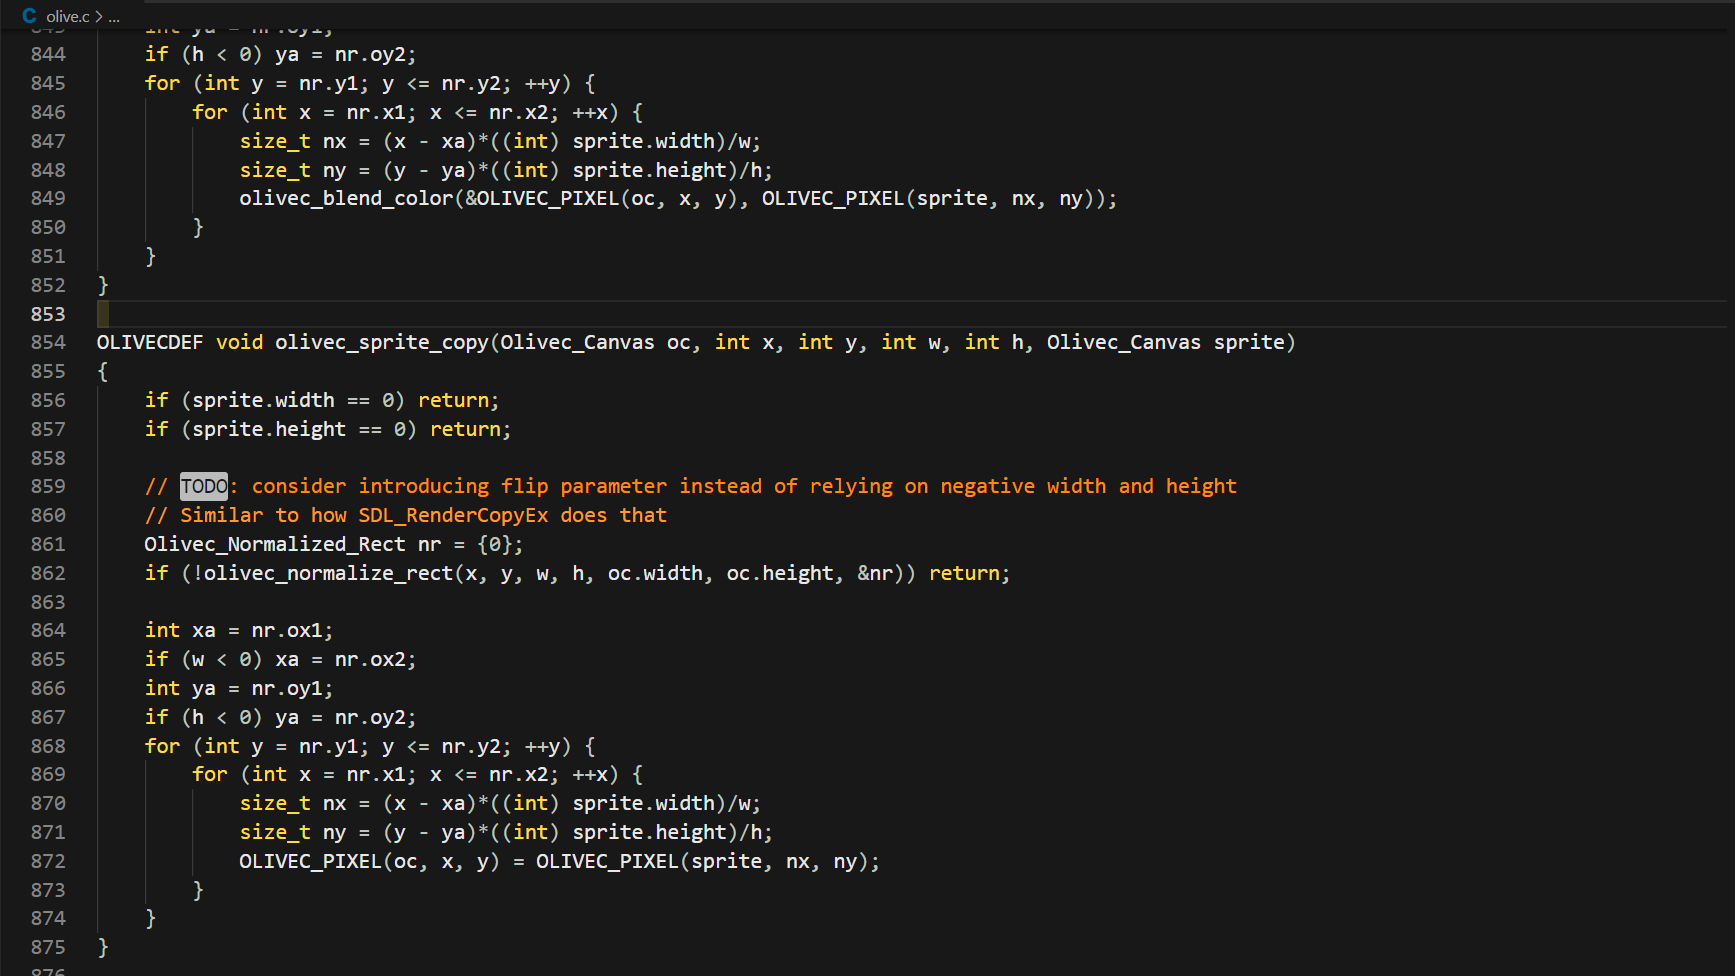 olive.c > ...
843 int ya = nr.oy1;
844 if (h < 0) ya = nr.oy2;
845 for (int y = nr.y1; y <= nr.y2; ++y) {
846 for (int x = nr.x1; x <= nr.x2; ++x) {
847 size_t nx = (x - xa)*((int) sprite.width)/w;
848 size_t ny = (y - ya)*((int) sprite.height)/h;
849 olivec_blend_color(&OLIVEC_PIXEL(oc, x, y), OLIVEC_PIXEL(sprite, nx, ny));
850 }
851 }
852 }
853
854 OLIVECDEF void olivec_sprite_copy(Olivec_Canvas oc, int x, int y, int w, int h, Olivec_Canvas sprite)
855 {
856 if (sprite.width == 0) return;
857 if (sprite.height == 0) return;
858
859 // TODO: consider introducing flip parameter instead of relying on negative width and height
860 // Similar to how SDL_RenderCopyEx does that
861 Olivec_Normalized_Rect nr = {0};
862 if (!olivec_normalize_rect(x, y, w, h, oc.width, oc.height, &nr)) return;
863
864 int xa = nr.ox1;
865 if (w < 0) xa = nr.ox2;
866 int ya = nr.oy1;
867 if (h < 0) ya = nr.oy2;
868 for (int y = nr.y1; y <= nr.y2; ++y) {
869 for (int x = nr.x1; x <= nr.x2; ++x) {
870 size_t nx = (x - xa)*((int) sprite.width)/w;
871 size_t ny = (y - ya)*((int) sprite.height)/h;
872 OLIVEC_PIXEL(oc, x, y) = OLIVEC_PIXEL(sprite, nx, ny);
873 }
874 }
875 }
876